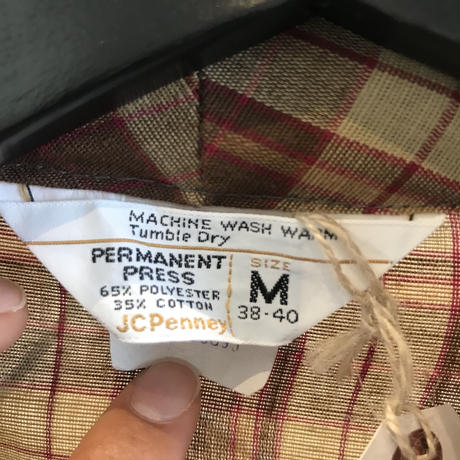 MACHINE WASH WARM
Tumble Dry
PERMANENT
PRESS
65% POLYESTER
35% COTTON
JCPenney
SIZE
M
38-40